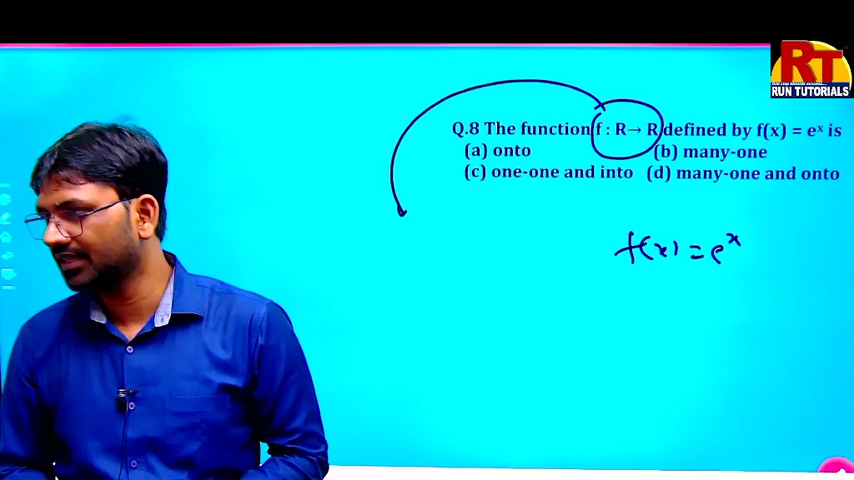 RT
RUN TUTORIALS
Q.8 The function f : R→ R defined by f(x) = eˣ is
(a) onto (b) many-one
(c) one-one and into (d) many-one and onto
f(x) = eˣ